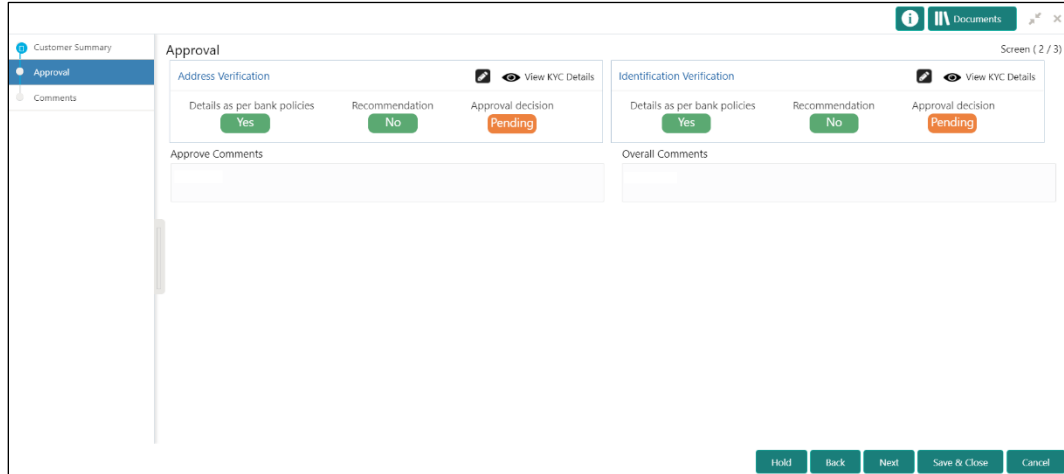 Documents
Customer Summary
Approval
Comments
Approval
Screen ( 2 / 3)
Address Verification
View KYC Details
Details as per bank policies
Recommendation
Approval decision
Yes
No
Pending
Identification Verification
View KYC Details
Details as per bank policies
Recommendation
Approval decision
Yes
No
Pending
Approve Comments
Overall Comments
Hold
Back
Next
Save & Close
Cancel